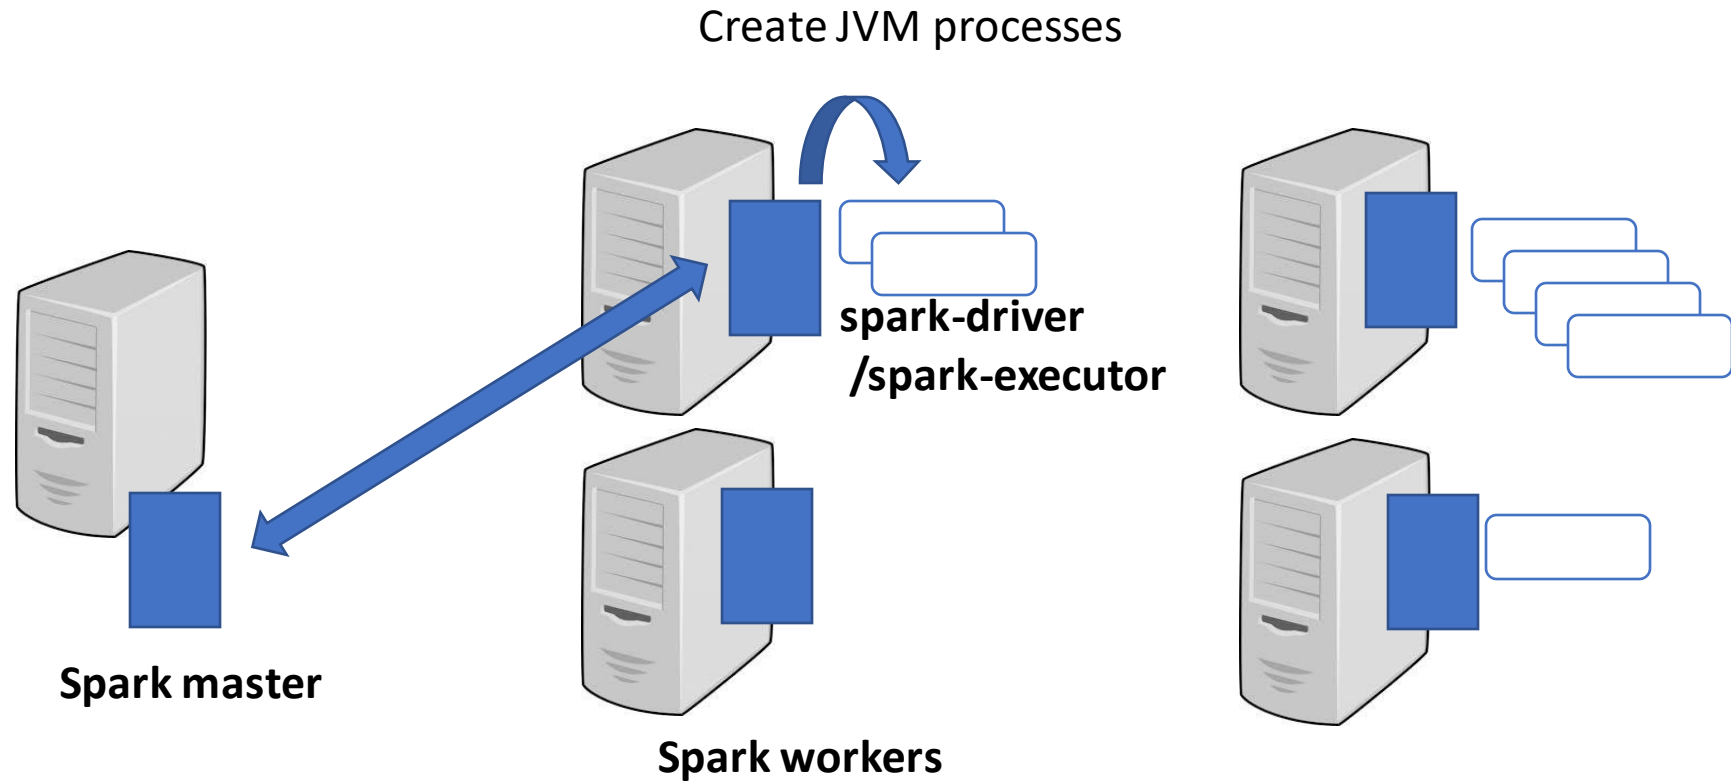 Create JVM processes
spark-driver
/spark-executor
Spark master
Spark workers